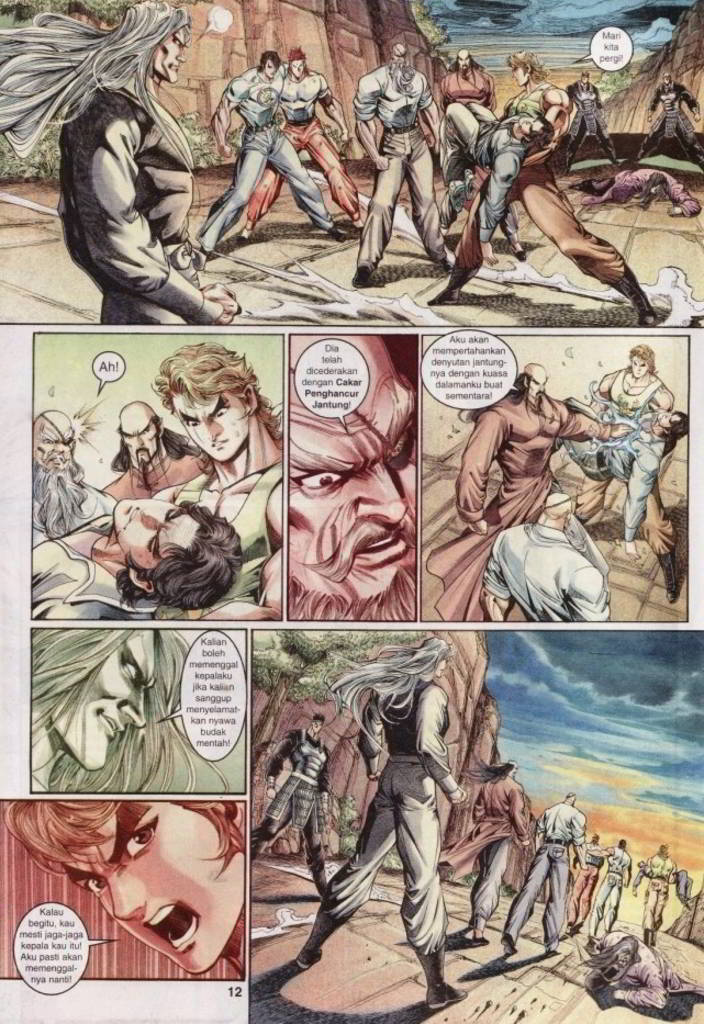 Mari
kita
pergi!
Ah!
Dia
telah
dicederakan
dengan Cakar
Penghancur
Jantung!
Aku akan
mempertahankan
denyutan jantung-
nya dengan kuasa
dalamanku buat
sementara!
Kalian
boleh
memenggal
kepalaku
jika kalian
sanggup
menyelamat-
kan nyawa
budak
mentah!
Kalau
begitu, kau
mesti jaga-jaga
kepala kau itu!
Aku pasti akan
memenggal-
nya nanti!
12